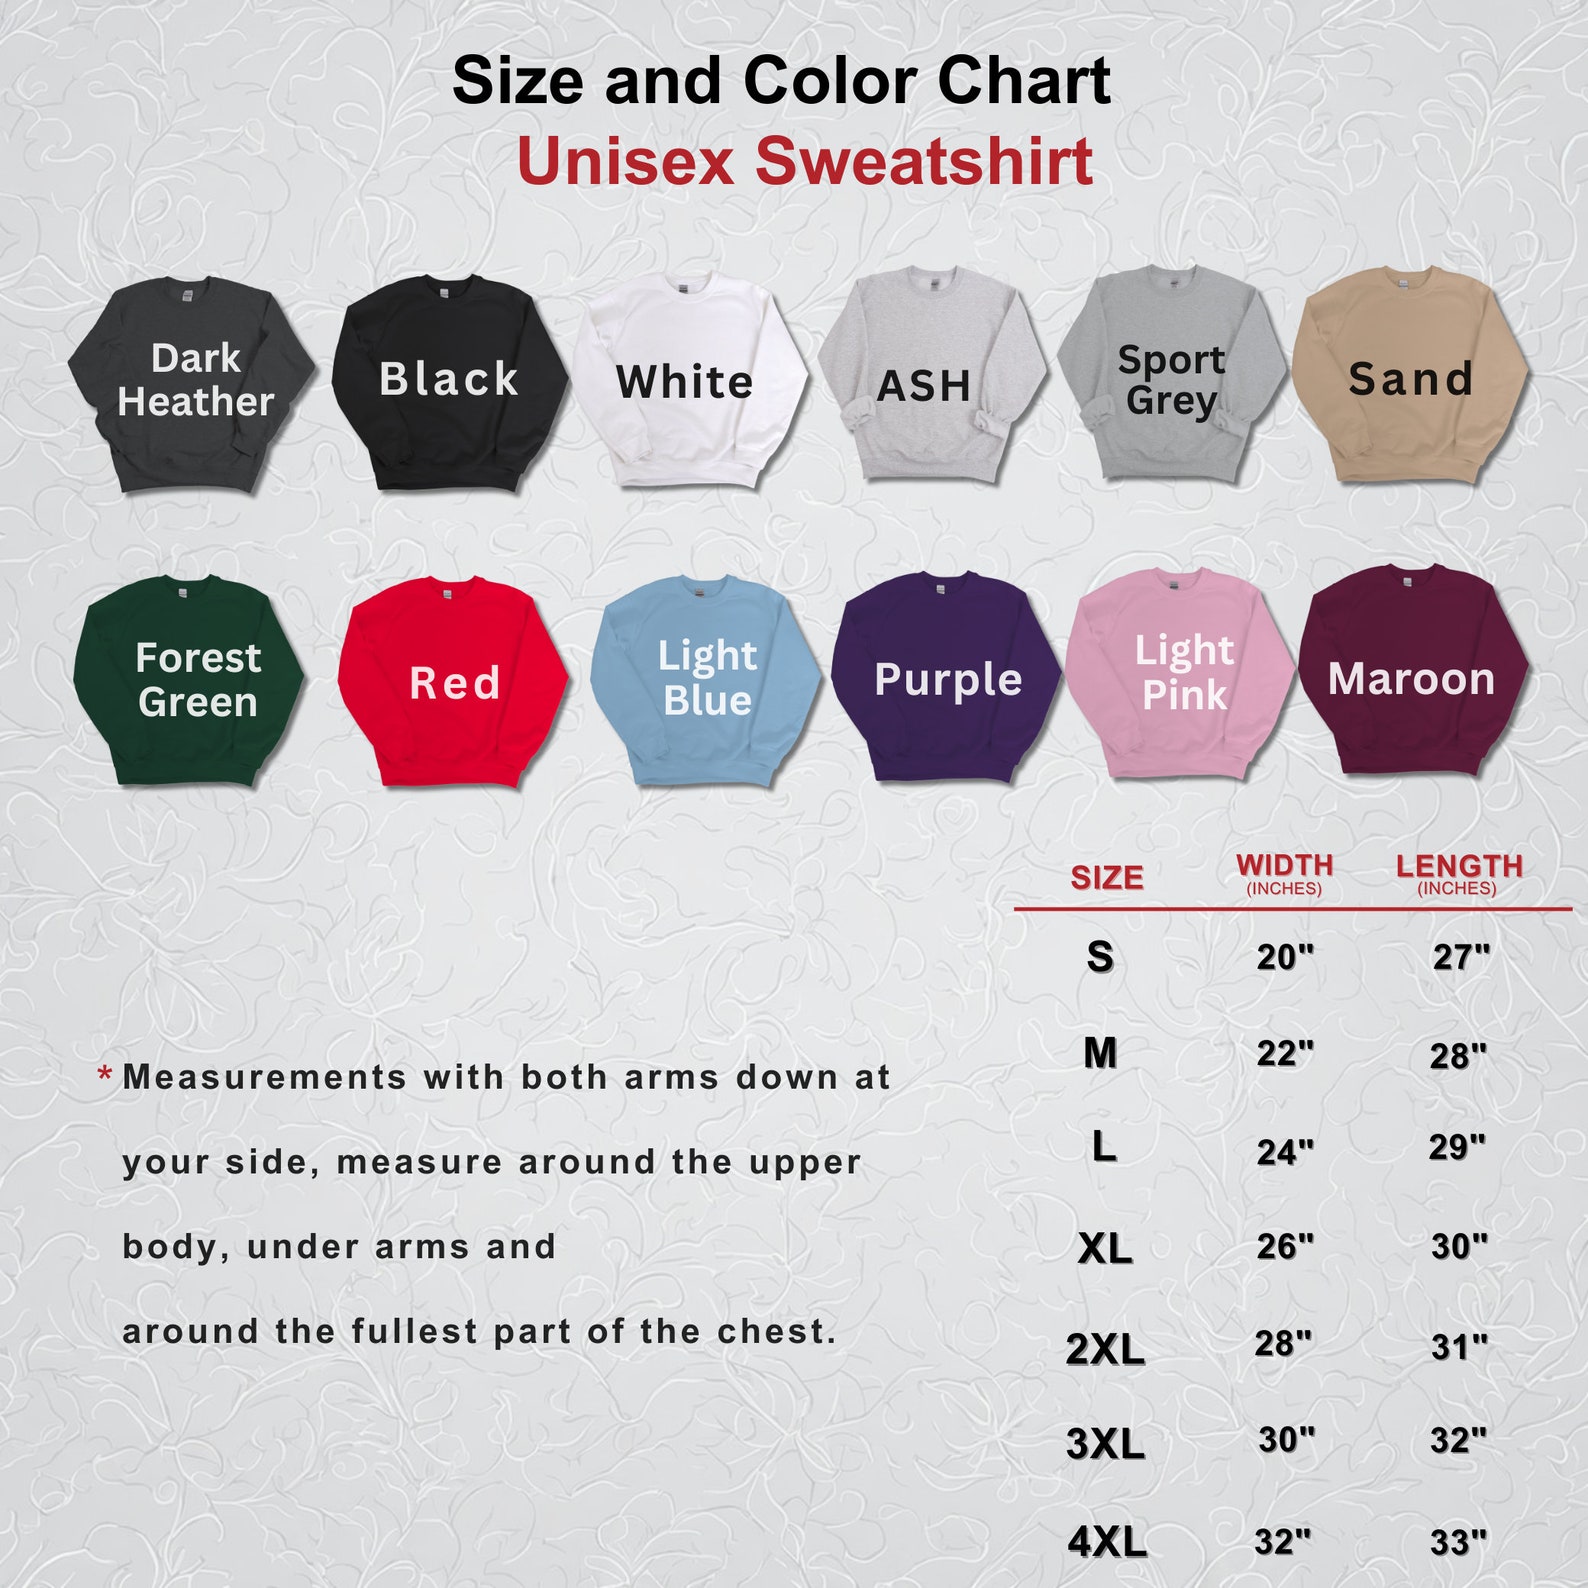 Size and Color Chart
Unisex Sweatshirt
Dark
Heather
Black
White
ASH
Sport
Grey
Sand
Forest
Green
Red
Light
Blue
Purple
Light
Pink
Maroon
SIZE WIDTH LENGTH
(INCHES) (INCHES)
S 20" 27"
M 22" 28"
L 24" 29"
XL 26" 30"
2XL 28" 31"
3XL 30" 32"
4XL 32" 33"
* Measurements with both arms down at
your side, measure around the upper
body, under arms and
around the fullest part of the chest.